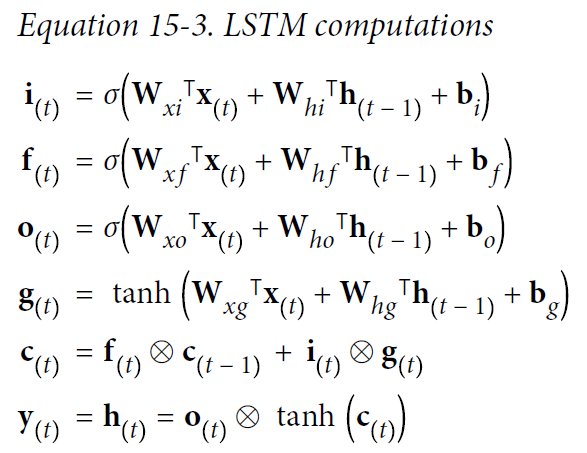 Equation 15-3. LSTM computations
i(t) = σ(Wxi⊤x(t) + Whi⊤h(t – 1) + bi)
f(t) = σ(Wxf⊤x(t) + Whf⊤h(t – 1) + bf)
o(t) = σ(Wxo⊤x(t) + Who⊤h(t – 1) + bo)
g(t) = tanh (Wxg⊤x(t) + Whg⊤h(t – 1) + bg)
c(t) = f(t) ⊗ c(t – 1) + i(t) ⊗ g(t)
y(t) = h(t) = o(t) ⊗ tanh (c(t))